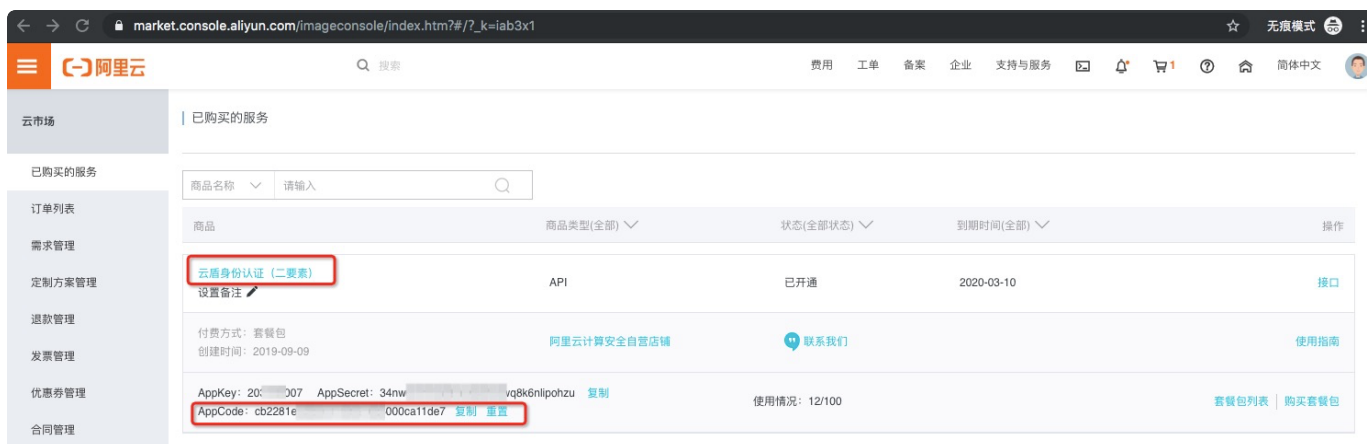 market.console.aliyun.com/imageconsole/index.htm?#/?_k=iab3x1
无痕模式
阿里云
搜索
费用 工单 备案 企业 支持与服务 1 简体中文
云市场
已购买的服务
已购买的服务
订单列表
需求管理
定制方案管理
退款管理
发票管理
优惠券管理
合同管理
商品名称 请输入
商品 商品类型(全部) 状态(全部状态) 到期时间(全部) 操作
云盾身份认证（二要素） API 已开通 2020-03-10 接口
设置备注
付费方式：套餐包 阿里云计算安全自营店铺 联系我们 使用指南
创建时间：2019-09-09
AppKey：20 007 AppSecret：34nw vq8k6nlipohzu 复制
AppCode：cb2281e 000ca11de7 复制 重置
使用情况：12/100 套餐包列表 购买套餐包